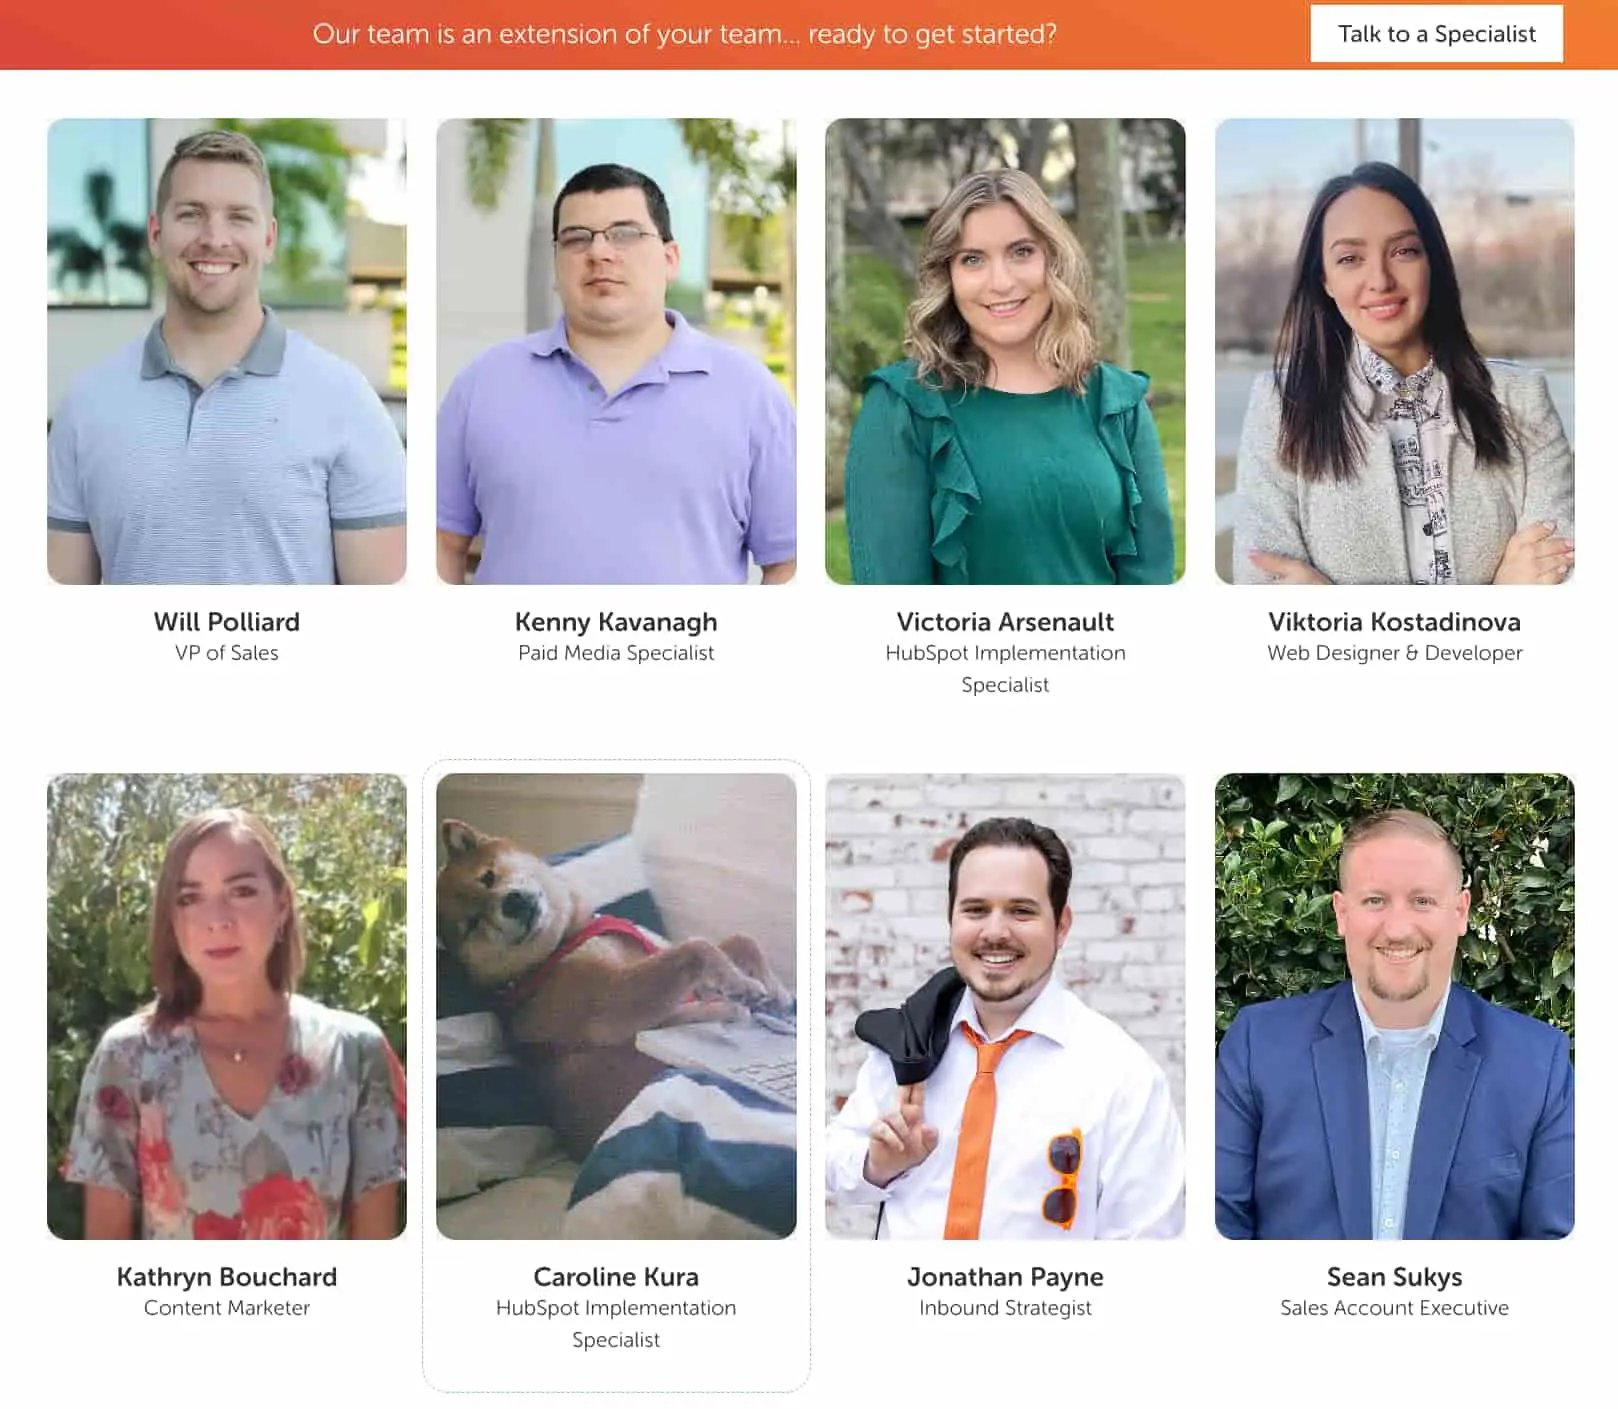 Our team is an extension of your team... ready to get started?
Talk to a Specialist
Will Polliard
VP of Sales
Kenny Kavanagh
Paid Media Specialist
Victoria Arsenault
HubSpot Implementation
Specialist
Viktoria Kostadinova
Web Designer & Developer
Kathryn Bouchard
Content Marketer
Caroline Kura
HubSpot Implementation
Specialist
Jonathan Payne
Inbound Strategist
Sean Sukys
Sales Account Executive